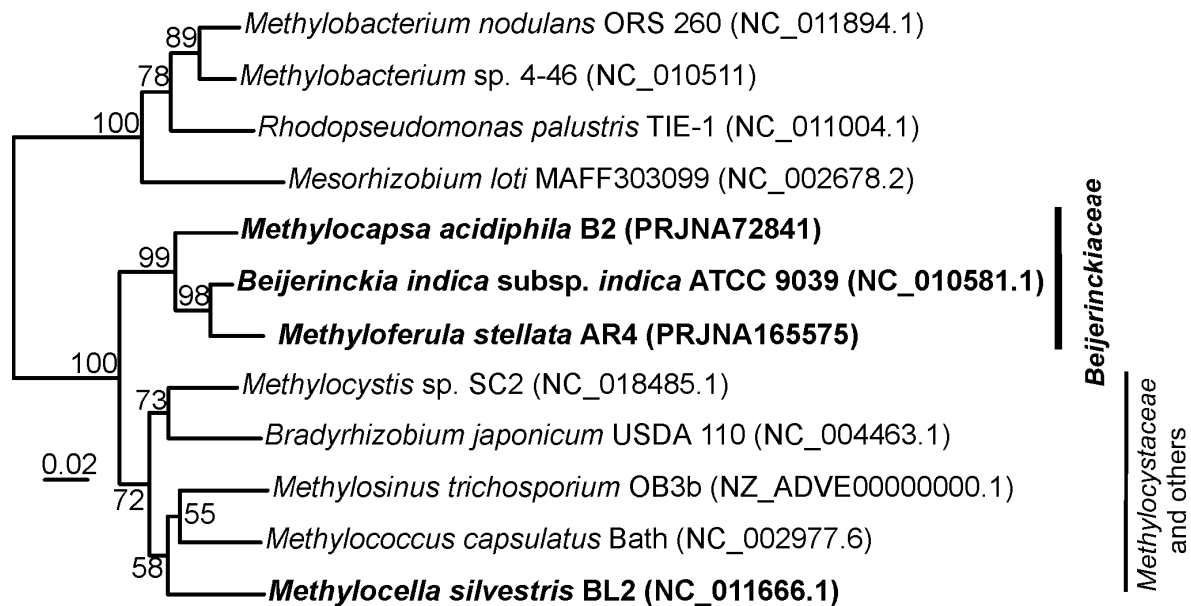 Methylobacterium nodulans ORS 260 (NC_011894.1)
89
Methylobacterium sp. 4-46 (NC_010511)
78
Rhodopseudomonas palustris TIE-1 (NC_011004.1)
100
Mesorhizobium loti MAFF303099 (NC_002678.2)
Methylocapsa acidiphila B2 (PRJNA72841)
99
Beijerinckia indica subsp. indica ATCC 9039 (NC_010581.1)
98
Methyloferula stellata AR4 (PRJNA165575)
Beijerinckiaceae
100
Methylocystis sp. SC2 (NC_018485.1)
73
Bradyrhizobium japonicum USDA 110 (NC_004463.1)
0.02
72
Methylosinus trichosporium OB3b (NZ_ADVE00000000.1)
55
Methylococcus capsulatus Bath (NC_002977.6)
58
Methylocella silvestris BL2 (NC_011666.1)
Methylocystaceae
and others